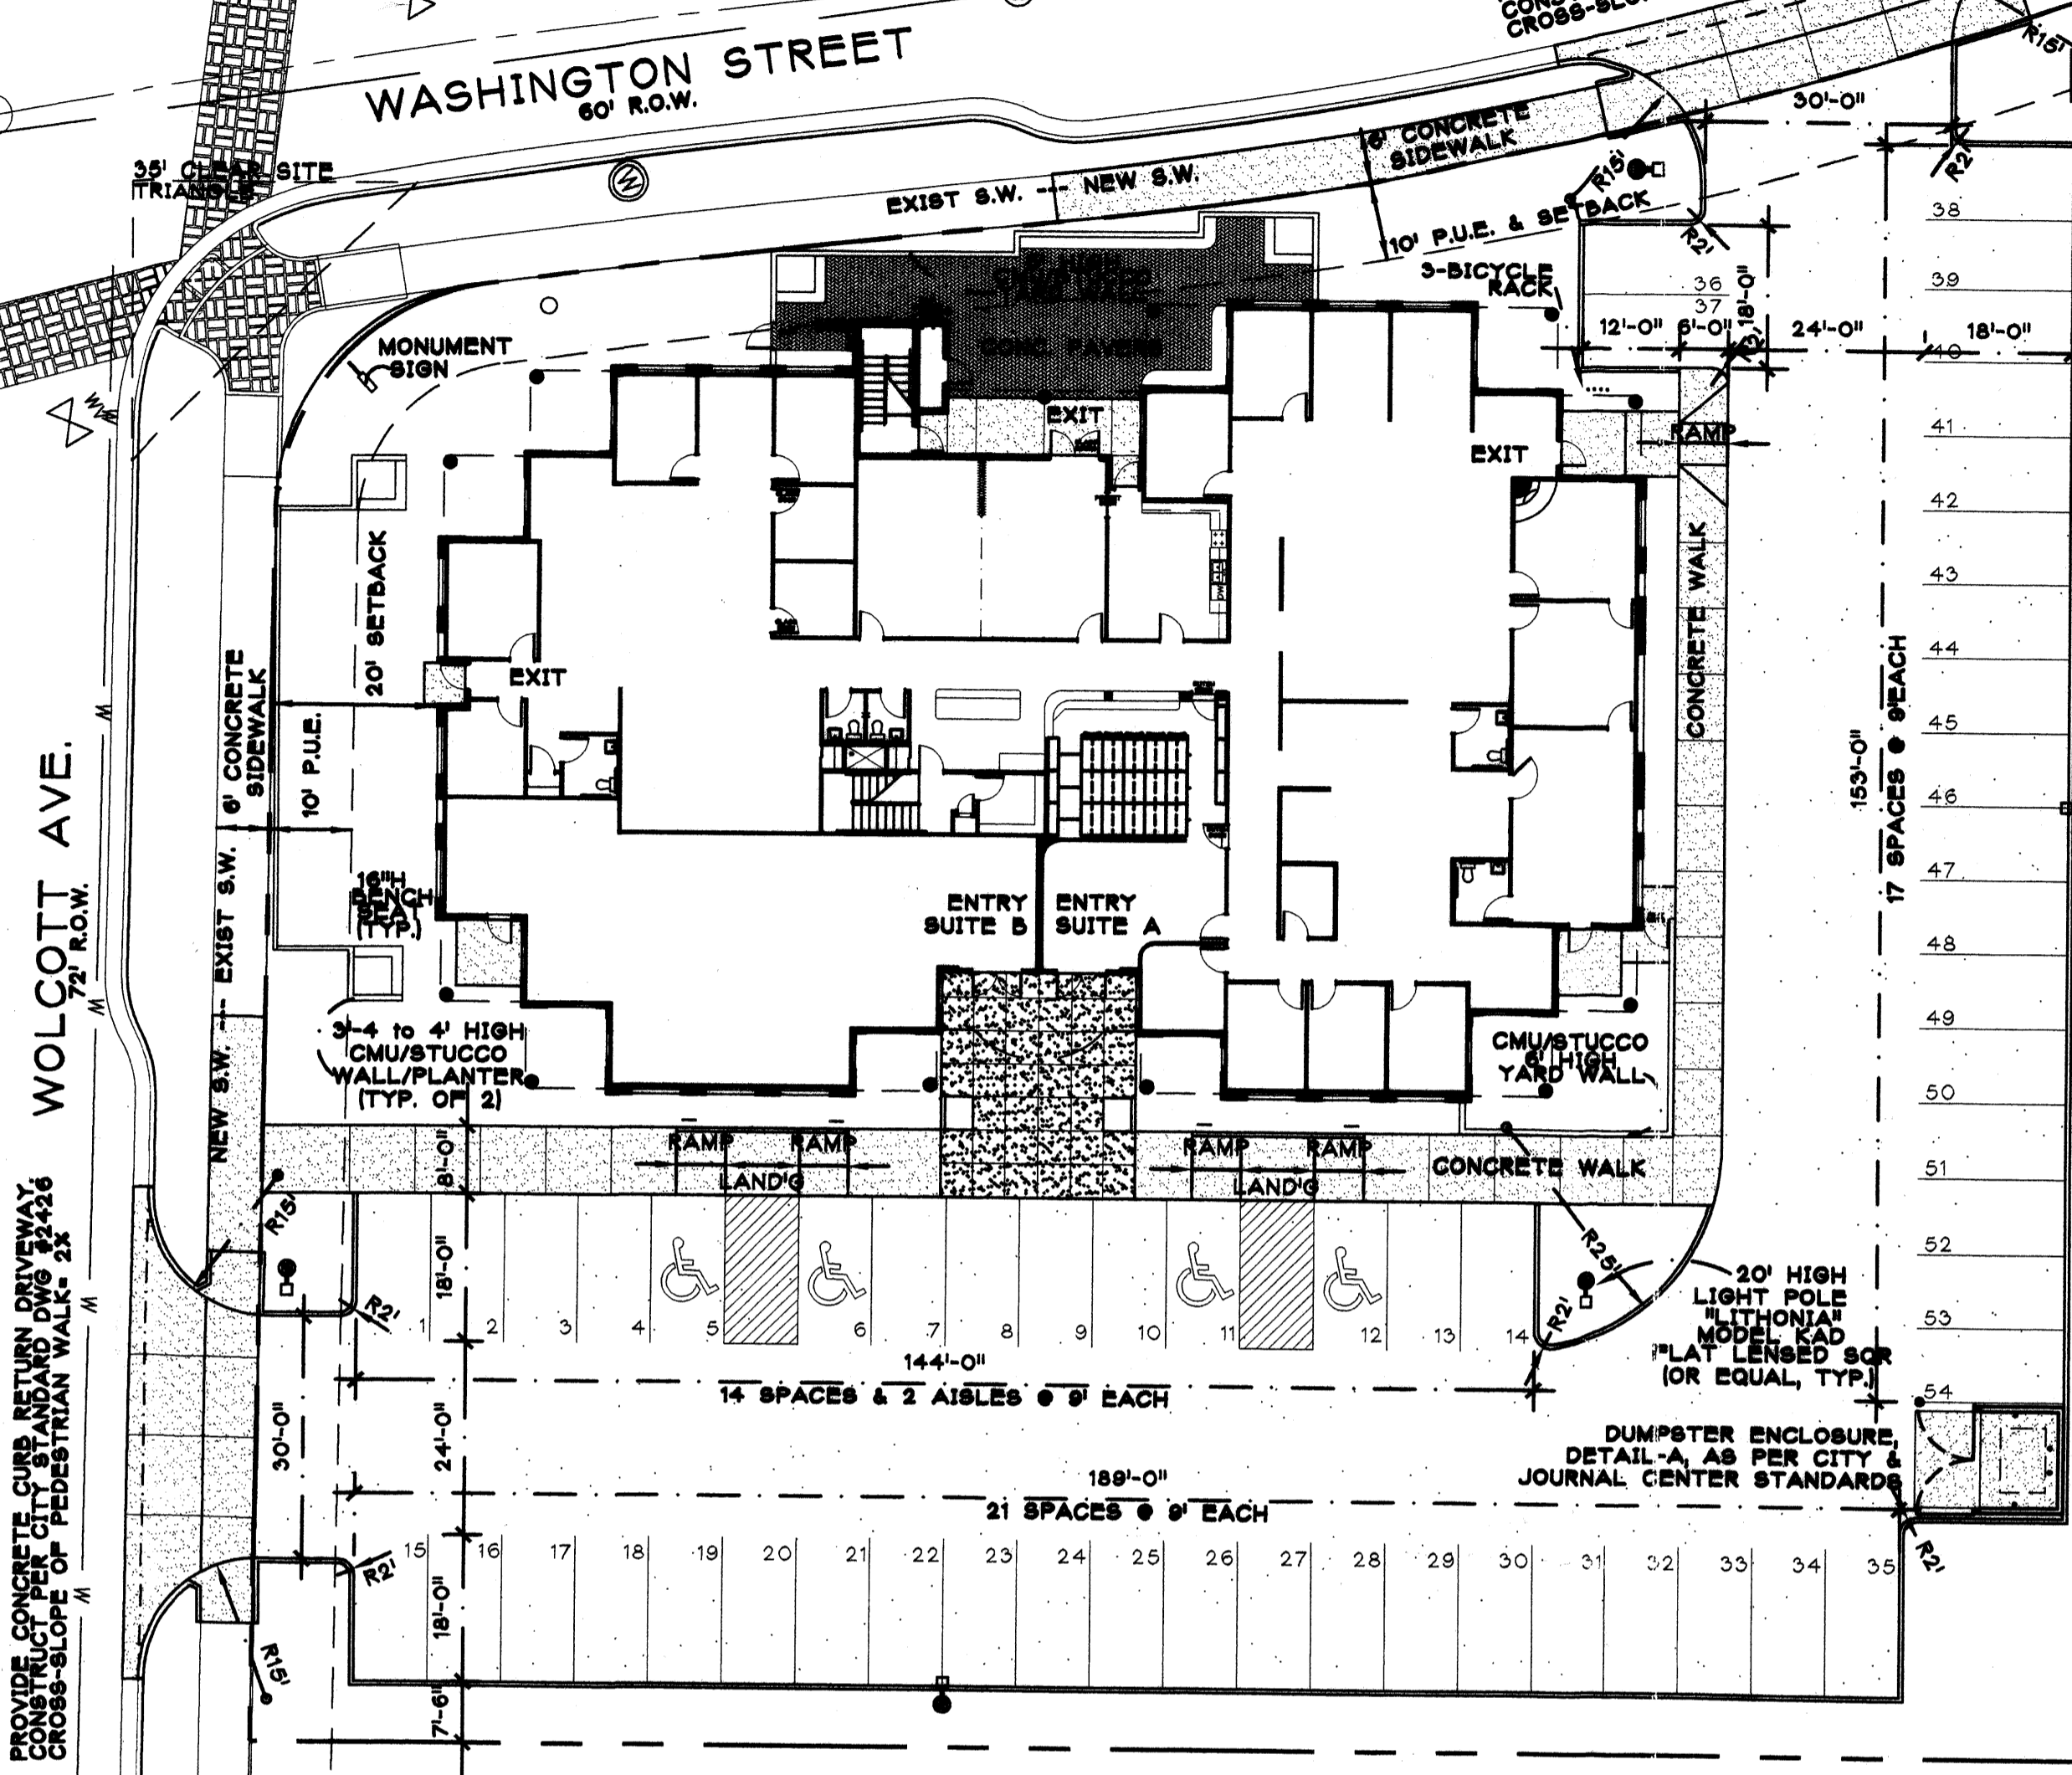 CROSS-SLO
WASHINGTON STREET
60' R.O.W.
R15'
30'-0"
6' CONCRETE
SIDEWALK
35' CLEAR SITE
TRIANGLE
W
EXIST S.W. --- NEW S.W.
R15'
R2'
10' P.U.E. & SETBACK
R2'
38
3-BICYCLE
RACK
36
37
18'-0"
39
12'-0"
6'-0"
24'-0"
18'-0"
40
CONC. PAVERS
MONUMENT
SIGN
W
EXIT
EXIT
RAMP
41
42
20' SETBACK
CONCRETE WALK
43
DW
44
EXIT
6' CONCRETE
SIDEWALK
10' P.U.E.
W
45
153'-0"
17 SPACES @ 9'EACH
46
WOLCOTT AVE.
72' R.O.W.
47
16"H
BENCH
SEAT
(TYP.)
ENTRY
SUITE B
ENTRY
SUITE A
48
NEW S.W. --- EXIST S.W.
W
49
3'-4 to 4' HIGH
CMU/STUCCO
WALL/PLANTER
(TYP. OF 2)
CMU/STUCCO
6' HIGH
YARD WALL
50
8'-0"
RAMP
RAMP
LAND'G
RAMP
RAMP
LAND'G
CONCRETE WALK
51
R15'
R25'
52
18'-0"
20' HIGH
LIGHT POLE
"LITHONIA"
MODEL KAD
FLAT LENSED SQR
(OR EQUAL, TYP.)
R2'
R2'
53
1
2
3
4
5
6
7
8
9
10
11
12
13
14
W
144'-0"
14 SPACES & 2 AISLES @ 9' EACH
54
30'-0"
24'-0"
DUMPSTER ENCLOSURE,
DETAIL-A, AS PER CITY &
JOURNAL CENTER STANDARDS
189'-0"
21 SPACES @ 9' EACH
15
16
17
18
19
20
21
22
23
24
25
26
27
28
29
30
31
32
33
34
35
R2'
R2'
W
18'-0"
R15'
7'-6"
PROVIDE CONCRETE CURB RETURN DRIVEWAY.
CONSTRUCT PER CITY STANDARD DWG #2426
CROSS-SLOPE OF PEDESTRIAN WALK= 2%